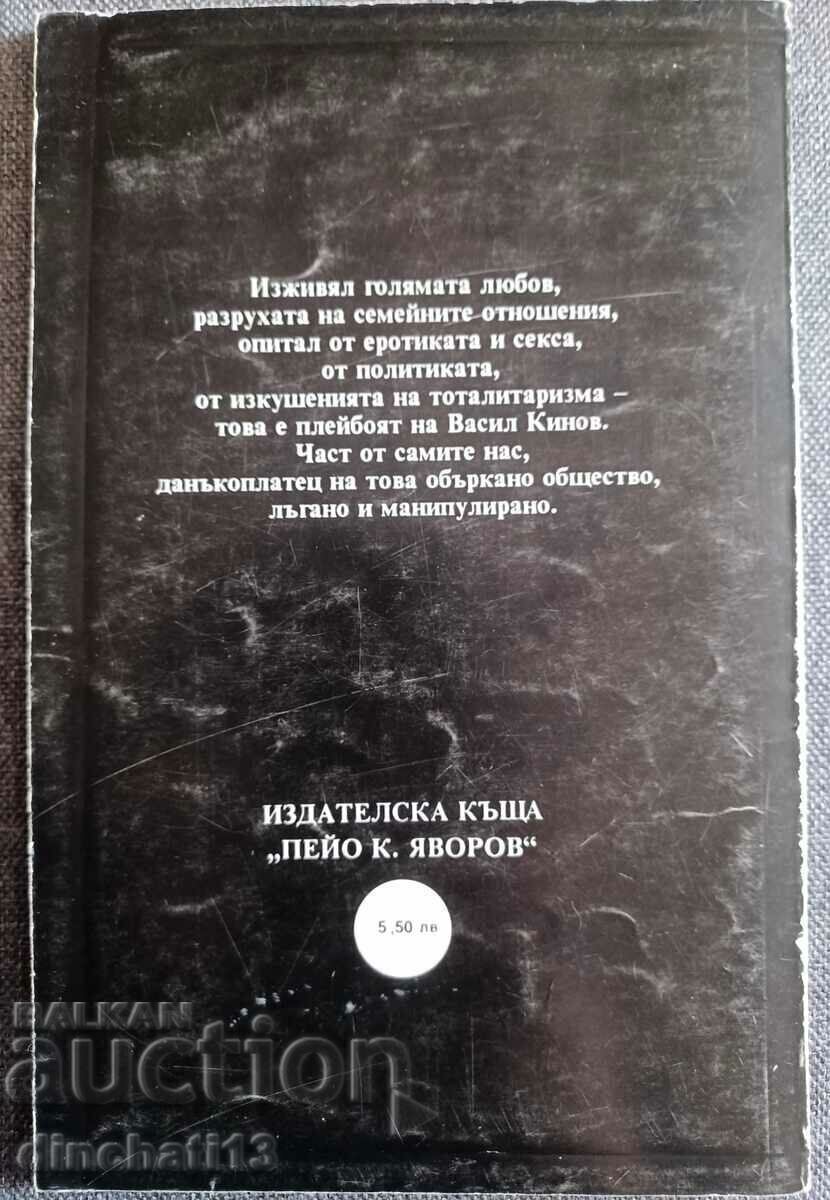 Изживял голямата любов,
разрухата на семейните отношения,
опитал от еротиката и секса,
от политиката,
от изкушенията на тоталитаризма –
това е плейбоят на Васил Кинов.
Част от самите нас,
данъкоплатец на това объркано общество,
лъгано и манипулирано.
ИЗДАТЕЛСКА КЪЩА
„ПЕЙО К. ЯВОРОВ“
5,50 лв
BALKAN
auction
dinchati13